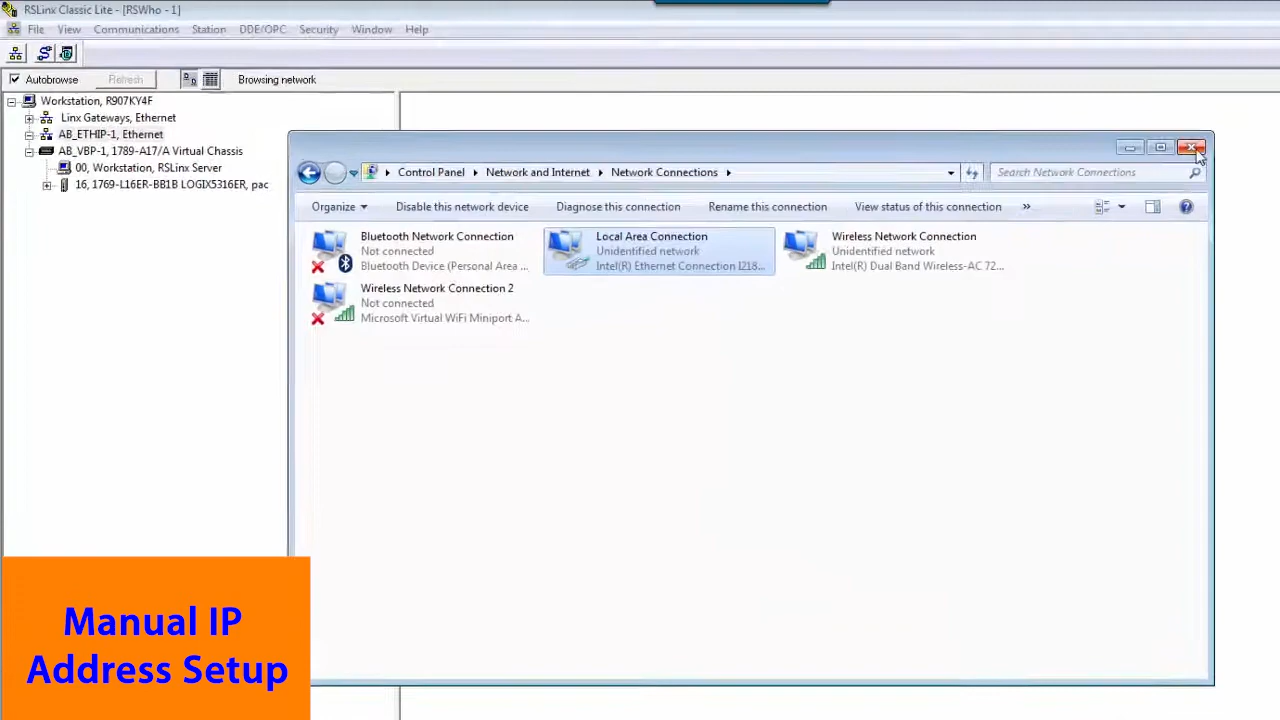 RSLinx Classic Lite - [RSWho - 1]
File View Communications Station DDE/OPC Security Window Help
Autobrowse Refresh Browsing network
Workstation, R907KY4F
Linx Gateways, Ethernet
AB_ETHIP-1, Ethernet
AB_VBP-1, 1789-A17/A Virtual Chassis
00, Workstation, RSLinx Server
16, 1769-L16ER-BB1B LOGIX5316ER, pac
Control Panel Network and Internet Network Connections Search Network Connections
Organize Disable this network device Diagnose this connection Rename this connection View status of this connection »
Bluetooth Network Connection
Not connected
Bluetooth Device (Personal Area ...
Local Area Connection
Unidentified network
Intel(R) Ethernet Connection I218...
Wireless Network Connection
Unidentified network
Intel(R) Dual Band Wireless-AC 72...
Wireless Network Connection 2
Not connected
Microsoft Virtual WiFi Miniport A...
Manual IP
Address Setup